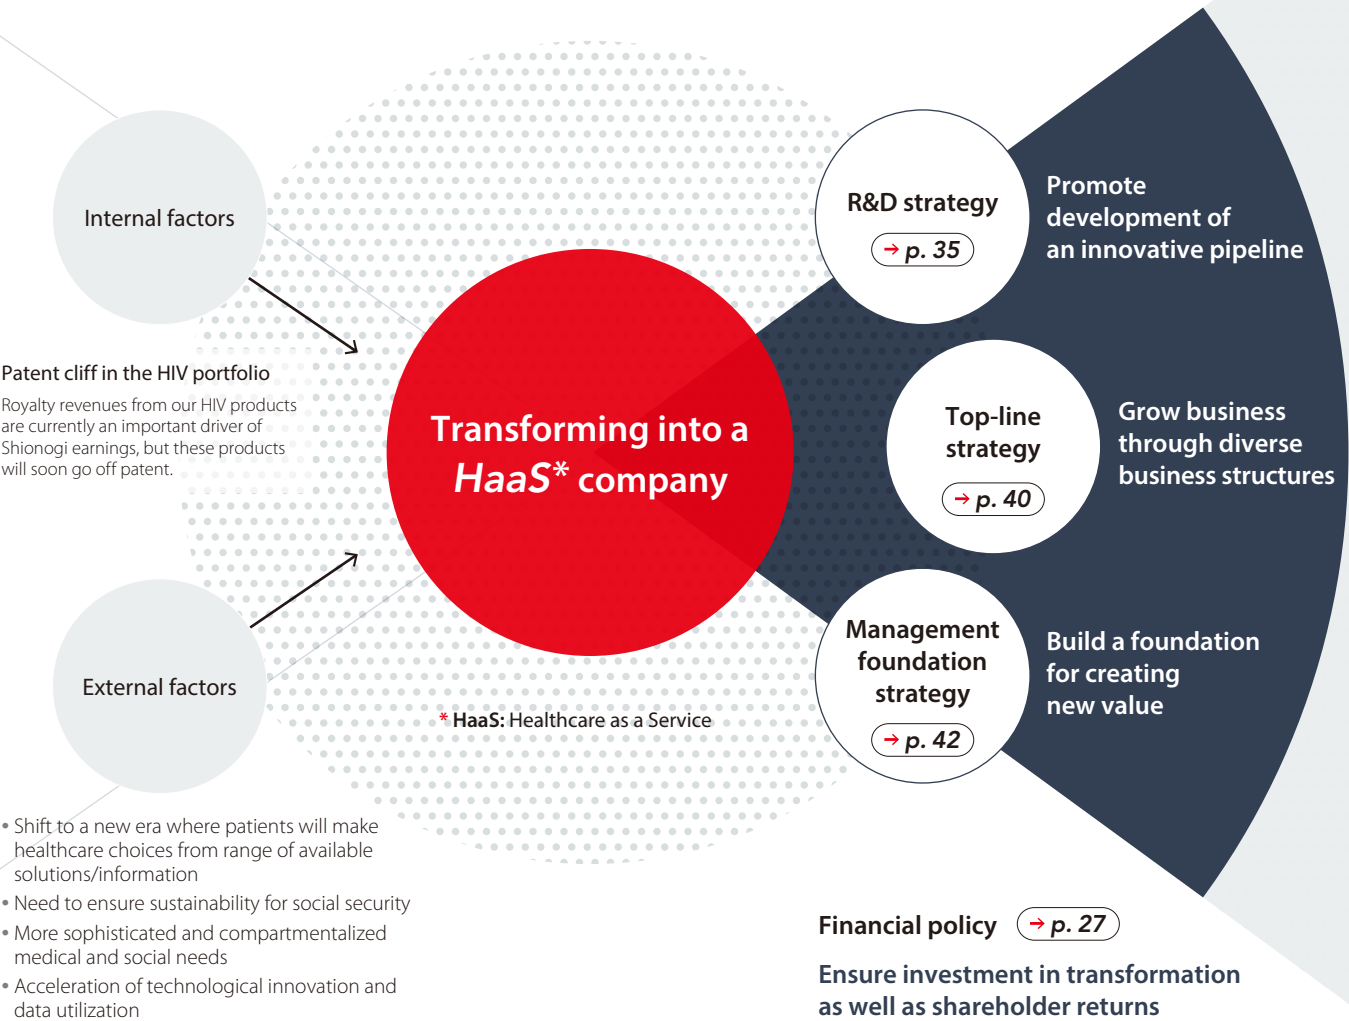 Internal factors
Patent cliff in the HIV portfolio
Royalty revenues from our HIV products
are currently an important driver of
Shionogi earnings, but these products
will soon go off patent.
External factors
• Shift to a new era where patients will make
healthcare choices from range of available
solutions/information
• Need to ensure sustainability for social security
• More sophisticated and compartmentalized
medical and social needs
• Acceleration of technological innovation and
data utilization
Transforming into a
HaaS* company
* HaaS: Healthcare as a Service
R&D strategy
→ p. 35
Promote
development of
an innovative pipeline
Top-line
strategy
→ p. 40
Grow business
through diverse
business structures
Management
foundation
strategy
→ p. 42
Build a foundation
for creating
new value
Financial policy → p. 27
Ensure investment in transformation
as well as shareholder returns